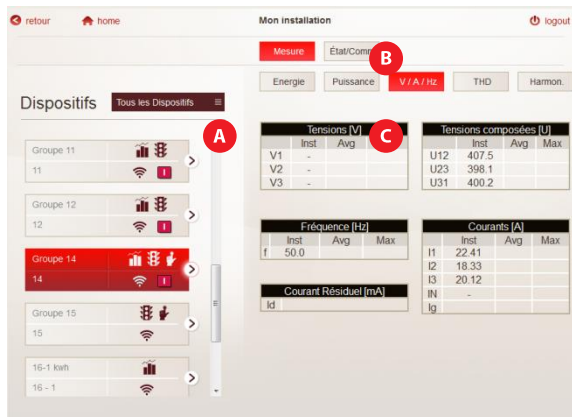 retour home Mon installation logout
Mesure État/Comm
B
Energie Puissance V / A / Hz THD Harmon.
Dispositifs Tous les Dispositifs
A
C
Groupe 11
11 I
Groupe 12
12 I
Groupe 14
14 I
Groupe 15
15
16-1 kwh
16 - 1
Tensions [V]
Inst Avg
V1 -
V2 -
V3 -
Tensions composées [U]
Inst Avg Max
U12 407.5
U23 398.1
U31 400.2
Fréquence [Hz]
Inst Avg Max
f 50.0
Courants [A]
Inst Avg Max
I1 22.41
I2 18.33
I3 20.12
IN -
Ig
Courant Résiduel [mA]
Id